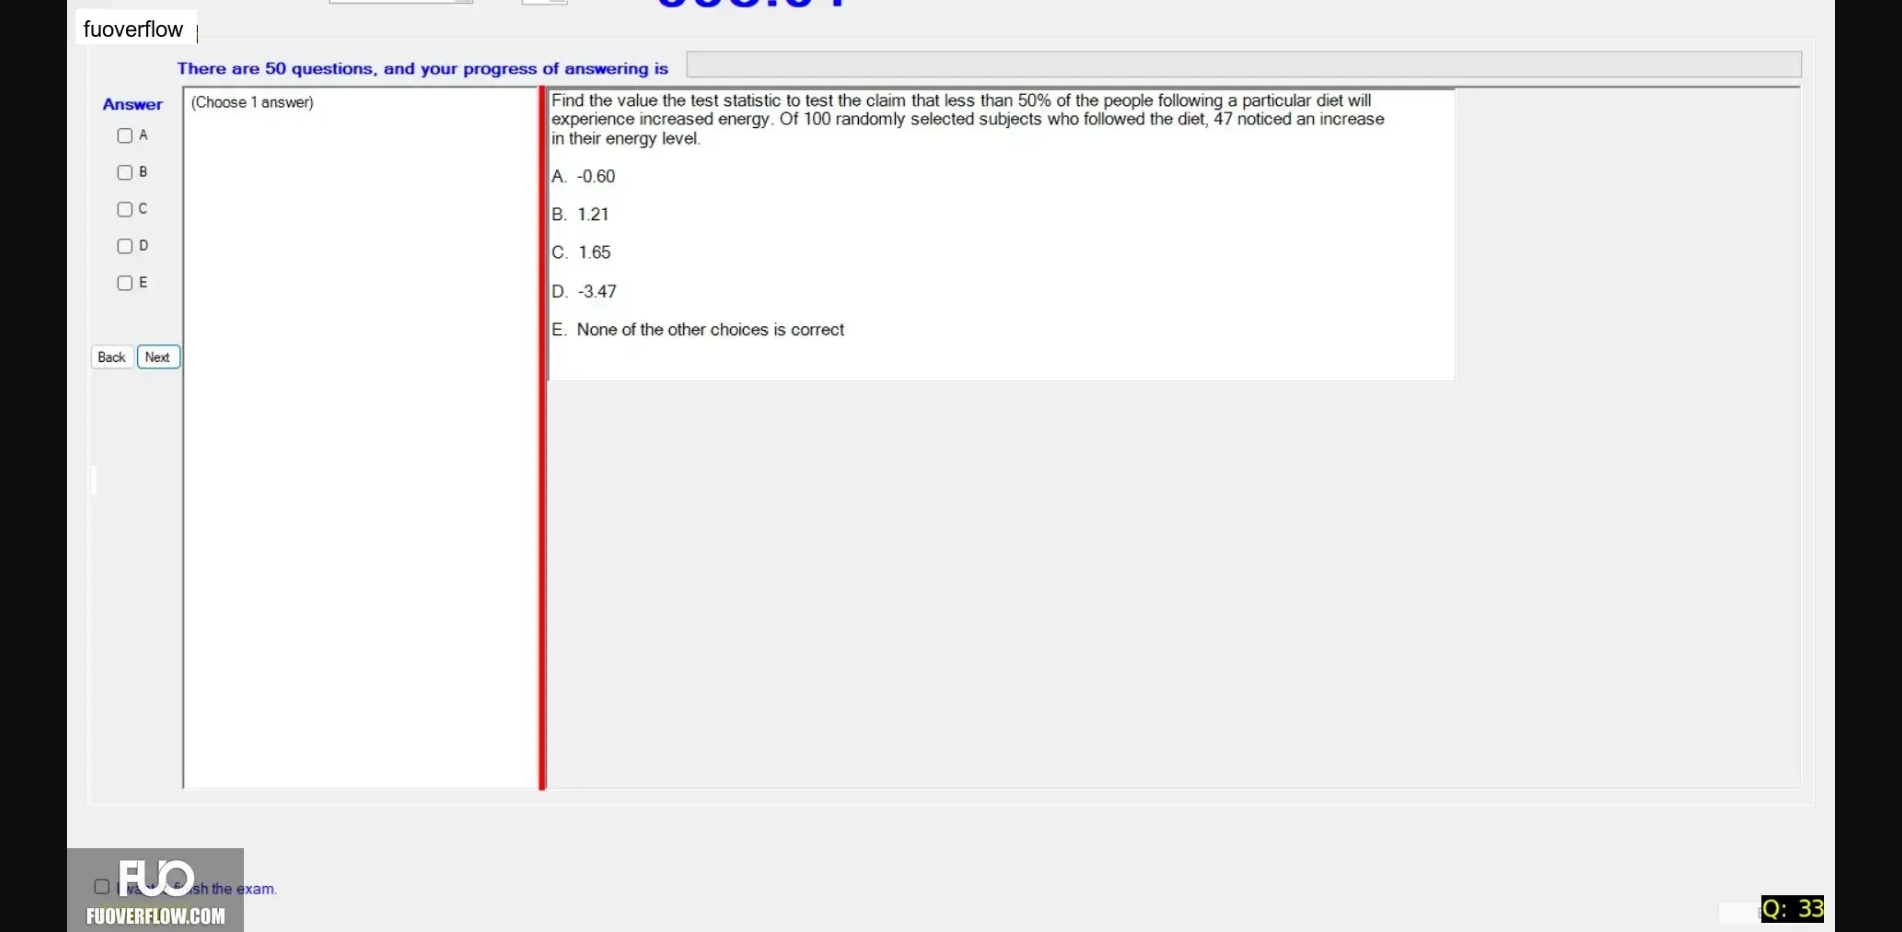 fuoverflow
There are 50 questions, and your progress of answering is
Answer
(Choose 1 answer)
A
B
C
D
E
Back Next
Find the value the test statistic to test the claim that less than 50% of the people following a particular diet will
experience increased energy. Of 100 randomly selected subjects who followed the diet, 47 noticed an increase
in their energy level.
A. -0.60
B. 1.21
C. 1.65
D. -3.47
E. None of the other choices is correct
FUO
the exam.
FUOVERFLOW.COM
Q: 33